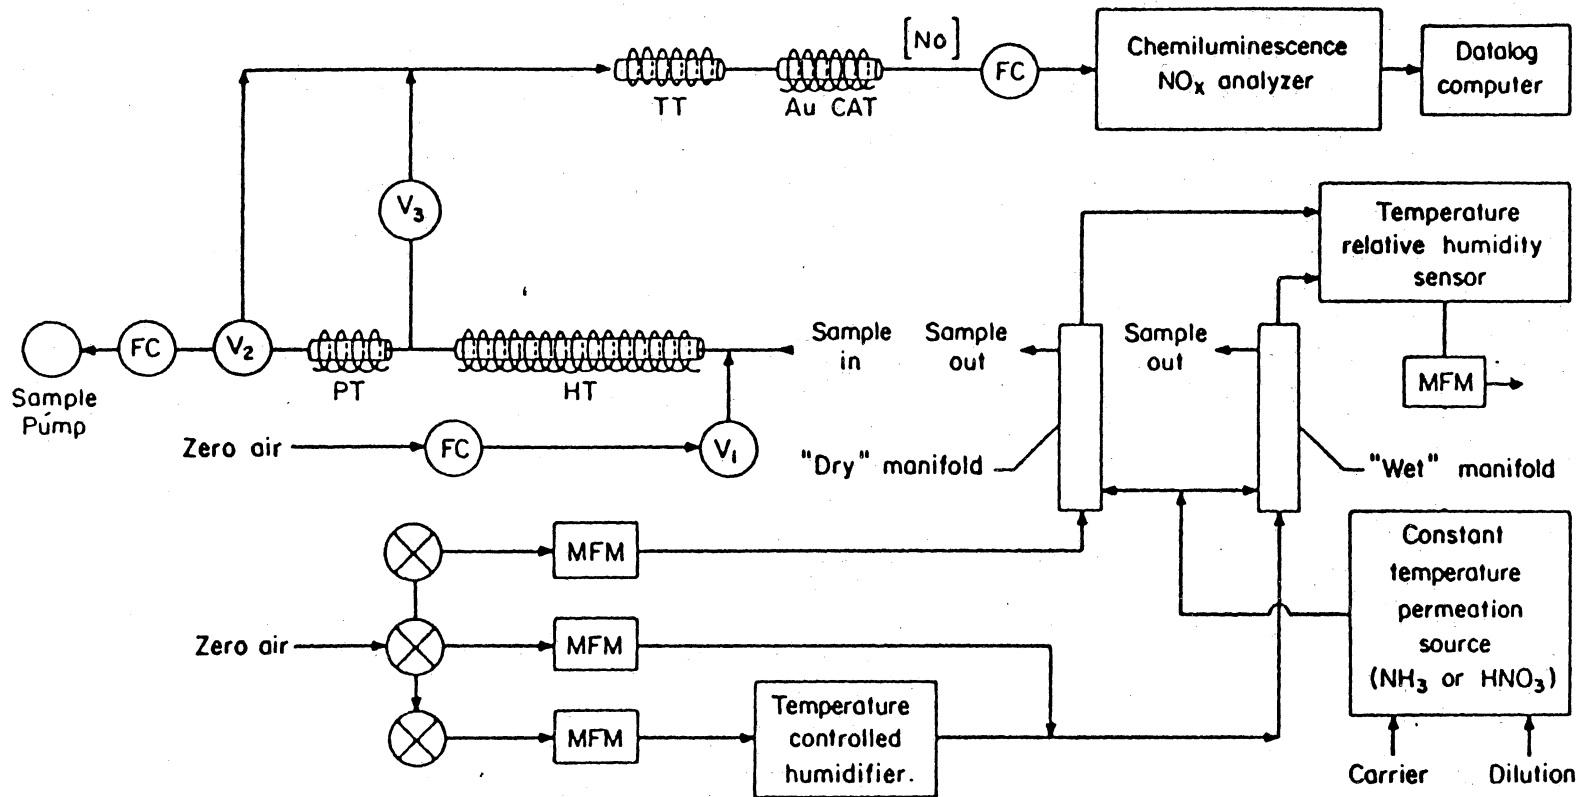 [No]
FC
Chemiluminescence
NOx analyzer
Datalog
computer
TT
Au CAT
V3
Temperature
relative humidity
sensor
Sample
Pump
FC
V2
PT
HT
Sample
in
Sample
out
Sample
out
MFM
Zero air
FC
V1
"Dry" manifold
"Wet" manifold
MFM
Constant
temperature
permeation
source
(NH3 or HNO3)
Zero air
MFM
MFM
Temperature
controlled
humidifier.
Carrier
Dilution